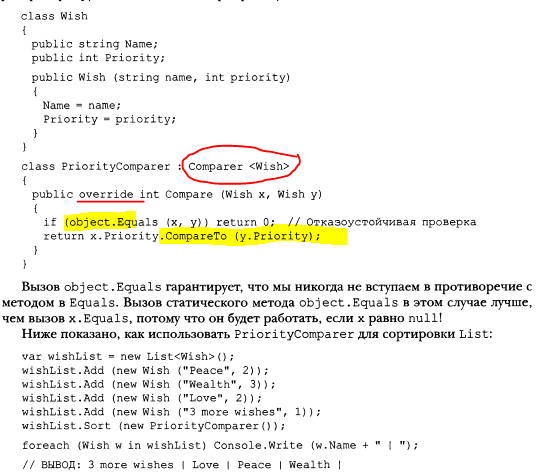 class Wish
{
public string Name;
public int Priority;
public Wish (string name, int priority)
{
Name = name;
Priority = priority;
}
}
class PriorityComparer : Comparer <Wish>
{
public override int Compare (Wish x, Wish y)
{
if (object.Equals (x, y)) return 0;  // Отказоустойчивая проверка
return x.Priority.CompareTo (y.Priority);
}
}
Вызов object.Equals гарантирует, что мы никогда не вступаем в противоречие с
методом в Equals. Вызов статического метода object.Equals в этом случае лучше,
чем вызов x.Equals, потому что он будет работать, если x равно null!
Ниже показано, как использовать PriorityComparer для сортировки List:
var wishList = new List<Wish>();
wishList.Add (new Wish ("Peace", 2));
wishList.Add (new Wish ("Wealth", 3));
wishList.Add (new Wish ("Love", 2));
wishList.Add (new Wish ("3 more wishes", 1));
wishList.Sort (new PriorityComparer());
foreach (Wish w in wishList) Console.Write (w.Name + " | ");
// ВЫВОД: 3 more wishes | Love | Peace | Wealth |